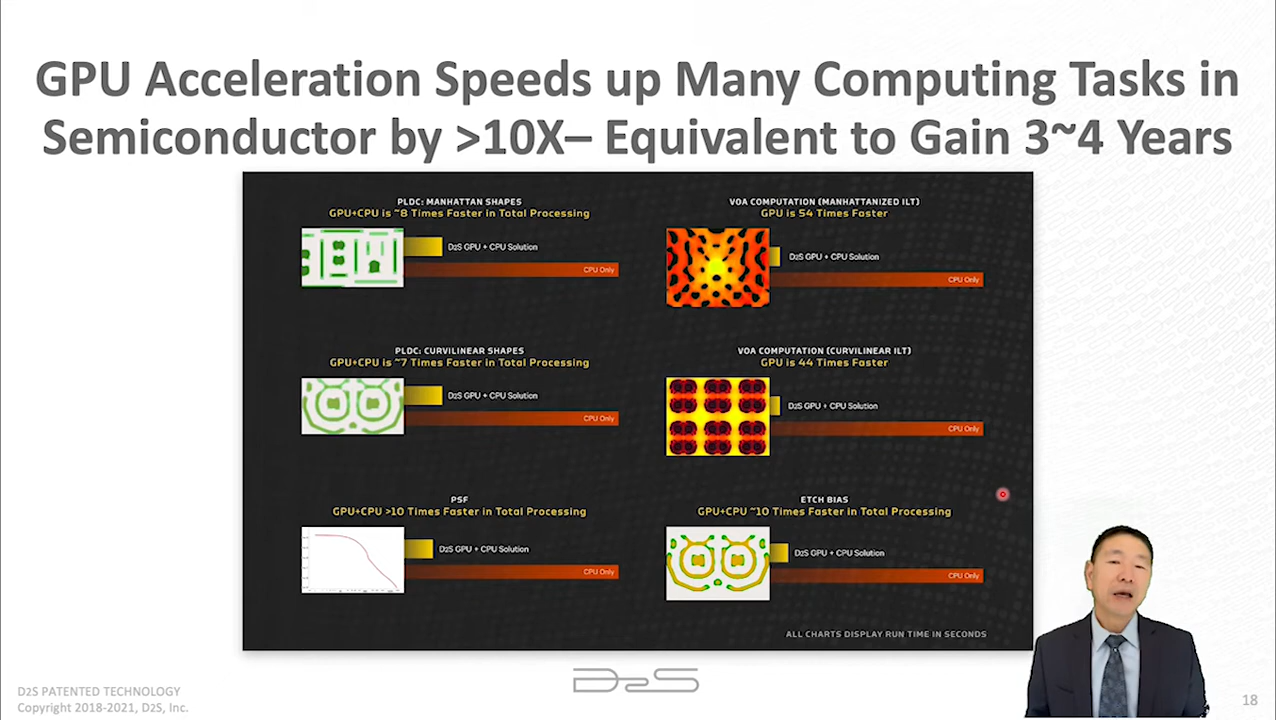 GPU Acceleration Speeds up Many Computing Tasks in
Semiconductor by >10X– Equivalent to Gain 3~4 Years
PLDC: MANHATTAN SHAPES
GPU+CPU is ~8 Times Faster in Total Processing
D2S GPU + CPU Solution
CPU Only
VOA COMPUTATION (MANHATTANIZED ILT)
GPU is 54 Times Faster
D2S GPU + CPU Solution
CPU Only
PLDC: CURVILINEAR SHAPES
GPU+CPU is ~7 Times Faster in Total Processing
D2S GPU + CPU Solution
CPU Only
VOA COMPUTATION (CURVILINEAR ILT)
GPU is 44 Times Faster
D2S GPU + CPU Solution
CPU Only
PSF
GPU+CPU >10 Times Faster in Total Processing
D2S GPU + CPU Solution
CPU Only
ETCH BIAS
GPU+CPU ~10 Times Faster in Total Processing
D2S GPU + CPU Solution
CPU Only
ALL CHARTS DISPLAY RUN TIME IN SECONDS
D2S
D2S PATENTED TECHNOLOGY
Copyright 2018-2021, D2S, Inc.
18